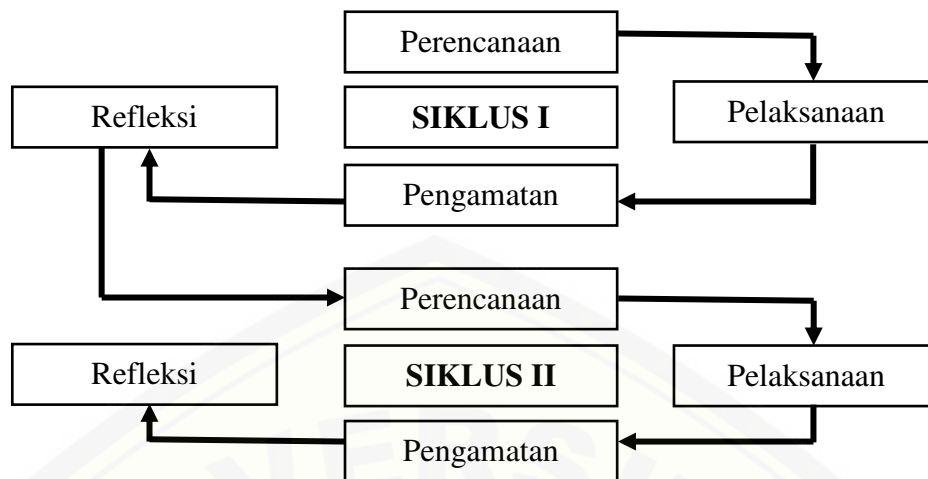 Perencanaan
Refleksi
SIKLUS I
Pelaksanaan
Pengamatan
Perencanaan
Refleksi
SIKLUS II
Pelaksanaan
Pengamatan